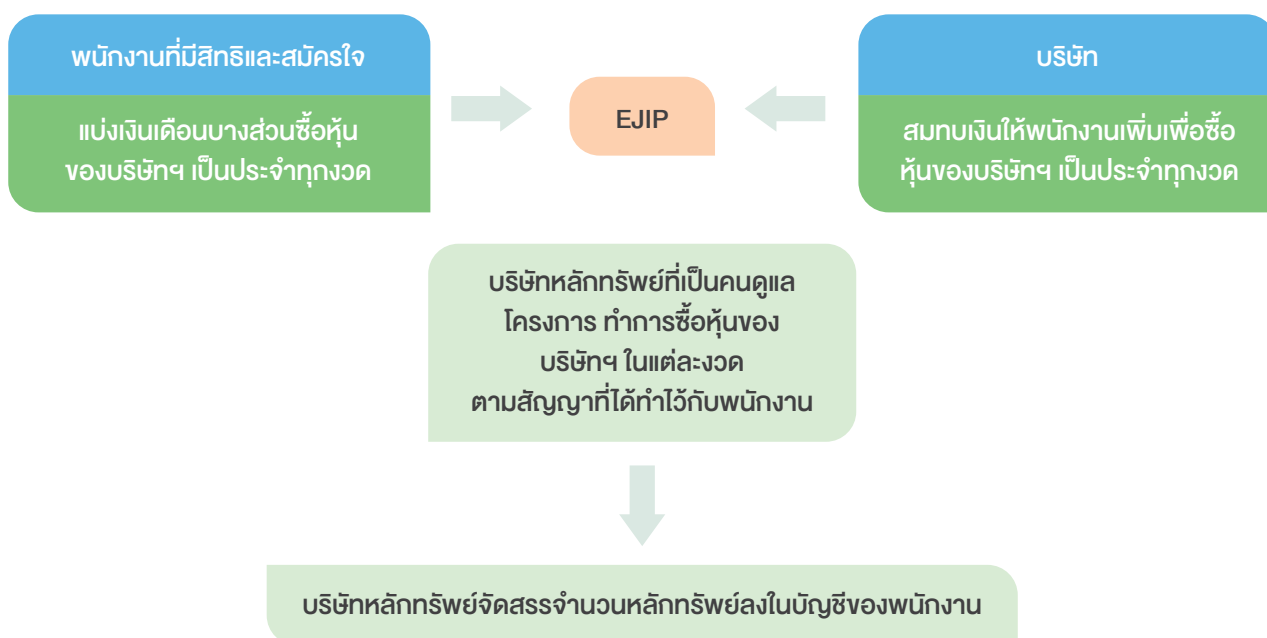 พนักงานที่มีสิทธิและสมัครใจ
แบ่งเงินเดือนบางส่วนซื้อหุ้น
ของบริษัทฯ เป็นประจำทุกงวด
EJIP
บริษัท
สมทบเงินให้พนักงานเพิ่มเพื่อซื้อ
หุ้นของบริษัทฯ เป็นประจำทุกงวด
บริษัทหลักทรัพย์ที่เป็นคนดูแล
โครงการ ทำการซื้อหุ้นของ
บริษัทฯ ในแต่ละงวด
ตามสัญญาที่ได้ทำไว้กับพนักงาน
บริษัทหลักทรัพย์จัดสรรจำนวนหลักทรัพย์ลงในบัญชีของพนักงาน